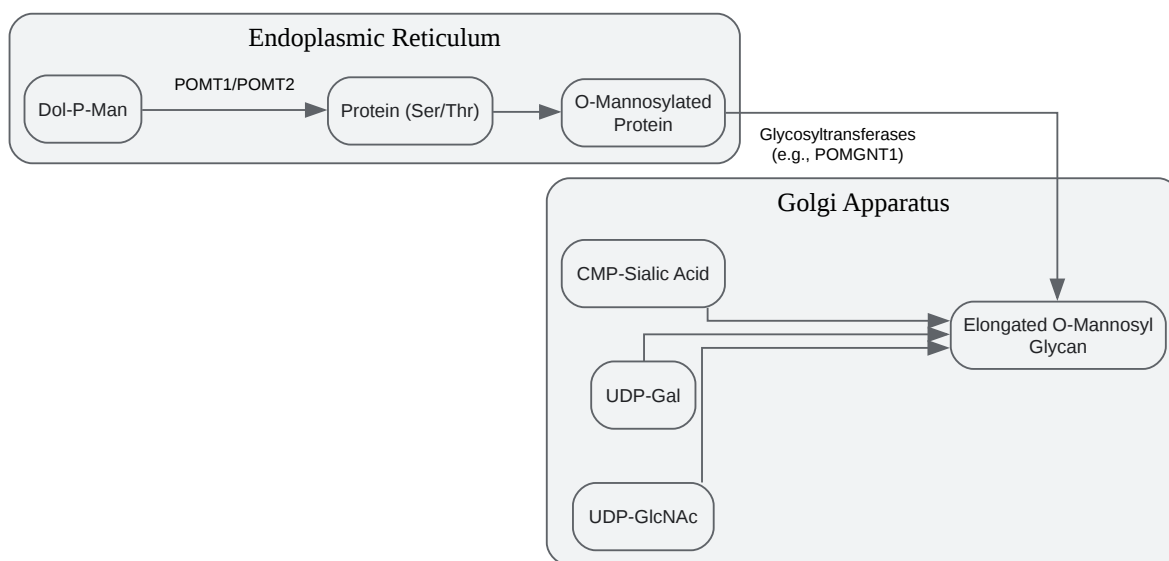 Endoplasmic Reticulum
Dol-P-Man
POMT1/POMT2
Protein (Ser/Thr)
O-Mannosylated
Protein
Glycosyltransferases
(e.g., POMGNT1)
Golgi Apparatus
CMP-Sialic Acid
Elongated O-Mannosyl
Glycan
UDP-Gal
UDP-GlcNAc